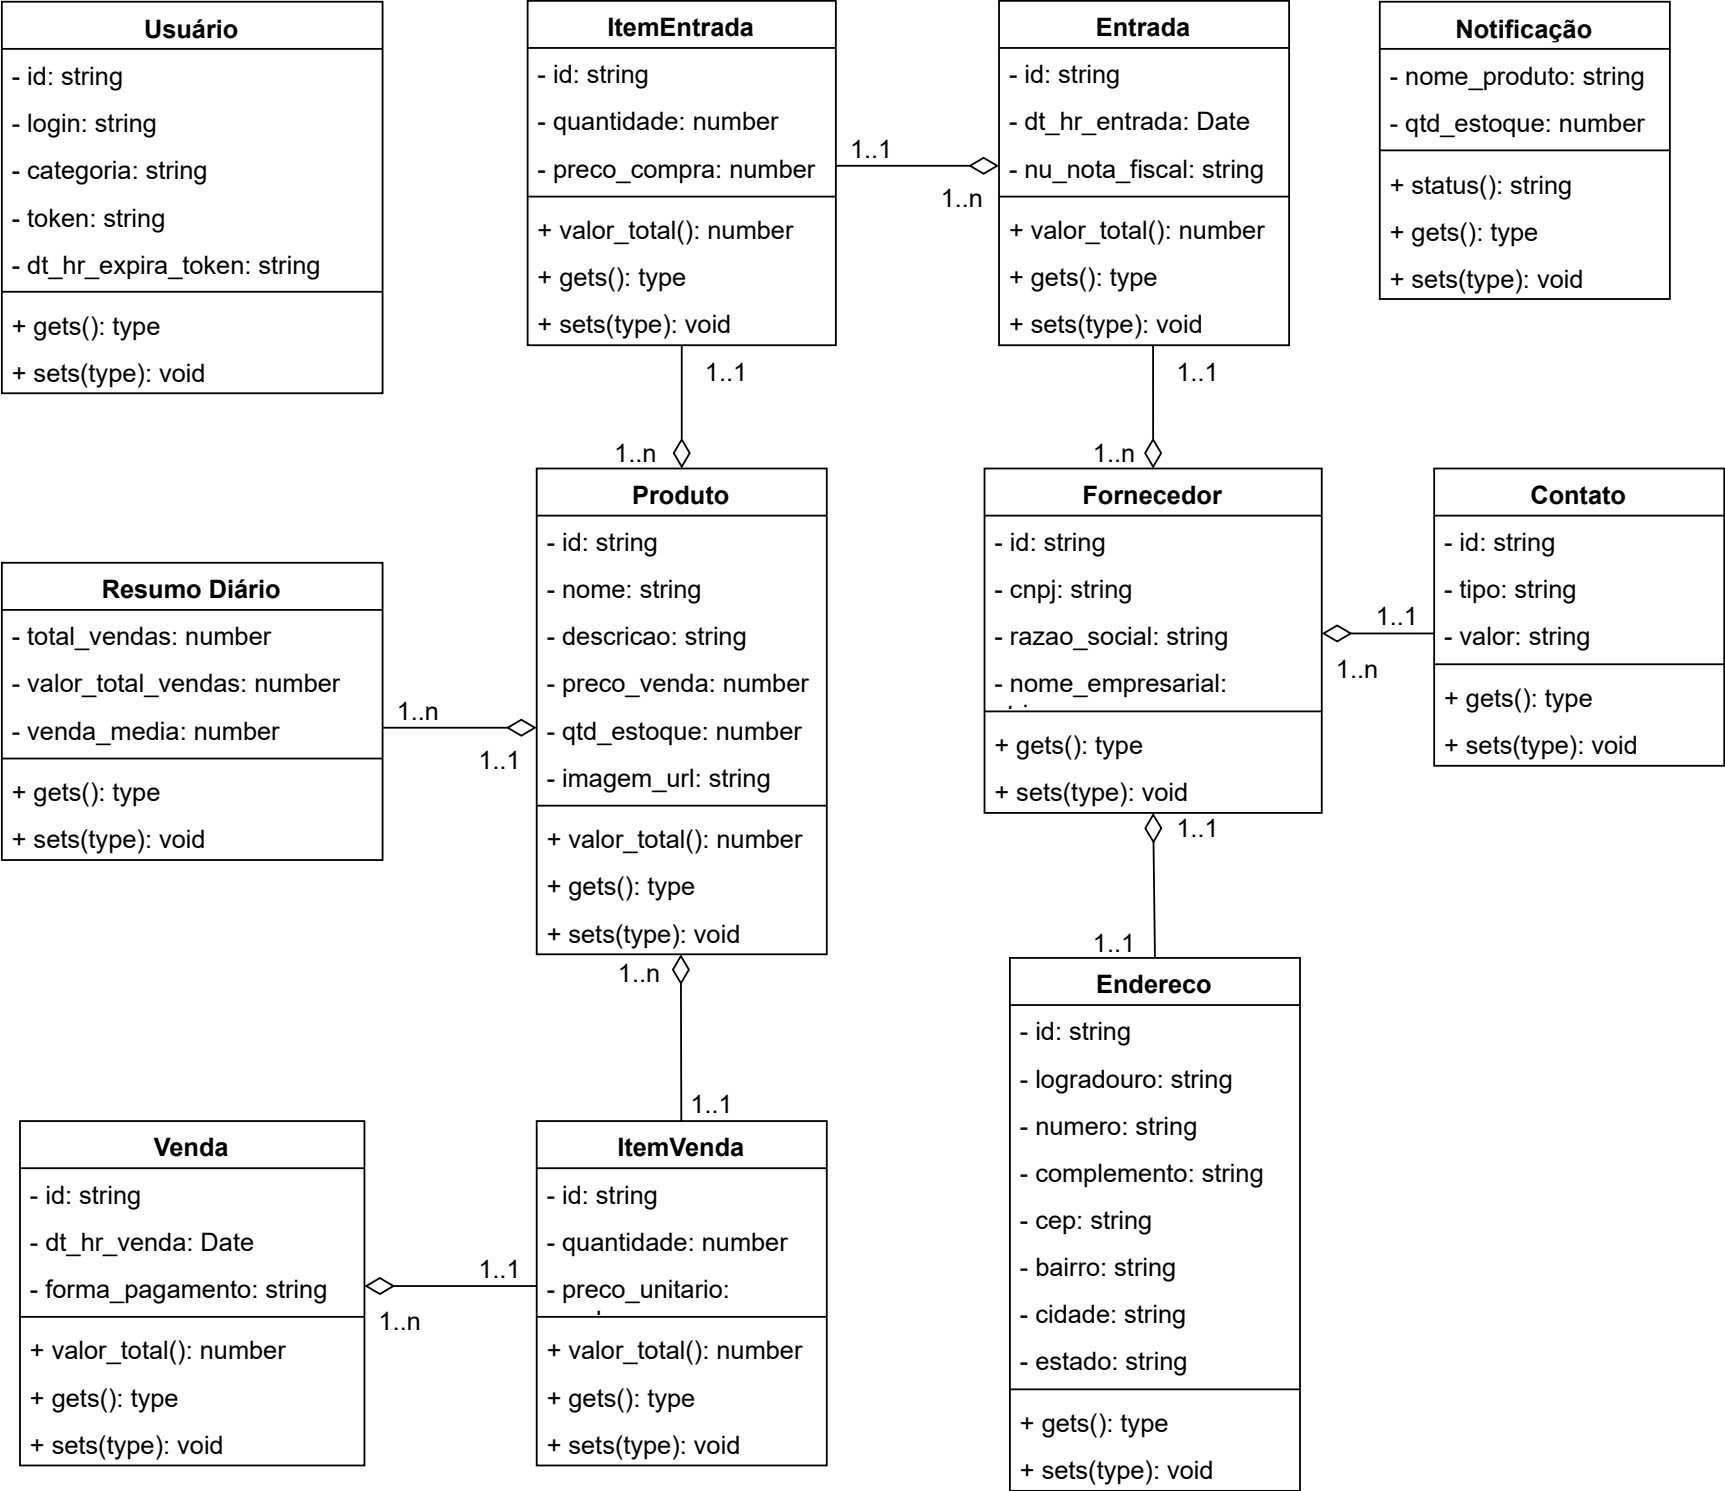 Usuário
- id: string
- login: string
- categoria: string
- token: string
- dt_hr_expira_token: string
+ gets(): type
+ sets(type): void
ItemEntrada
- id: string
- quantidade: number
- preco_compra: number
+ valor_total(): number
+ gets(): type
+ sets(type): void
1..1
1..n
Entrada
- id: string
- dt_hr_entrada: Date
- nu_nota_fiscal: string
+ valor_total(): number
+ gets(): type
+ sets(type): void
Notificação
- nome_produto: string
- qtd_estoque: number
+ status(): string
+ gets(): type
+ sets(type): void
1..1
1..n
1..1
1..n
Resumo Diário
- total_vendas: number
- valor_total_vendas: number
- venda_media: number
+ gets(): type
+ sets(type): void
1..n
1..1
Produto
- id: string
- nome: string
- descricao: string
- preco_venda: number
- qtd_estoque: number
- imagem_url: string
+ valor_total(): number
+ gets(): type
+ sets(type): void
Fornecedor
- id: string
- cnpj: string
- razao_social: string
- nome_empresarial:
+ gets(): type
+ sets(type): void
1..1
1..n
Contato
- id: string
- tipo: string
- valor: string
+ gets(): type
+ sets(type): void
1..n
1..1
1..1
1..1
Venda
- id: string
- dt_hr_venda: Date
- forma_pagamento: string
+ valor_total(): number
+ gets(): type
+ sets(type): void
1..1
1..n
ItemVenda
- id: string
- quantidade: number
- preco_unitario:
+ valor_total(): number
+ gets(): type
+ sets(type): void
Endereco
- id: string
- logradouro: string
- numero: string
- complemento: string
- cep: string
- bairro: string
- cidade: string
- estado: string
+ gets(): type
+ sets(type): void